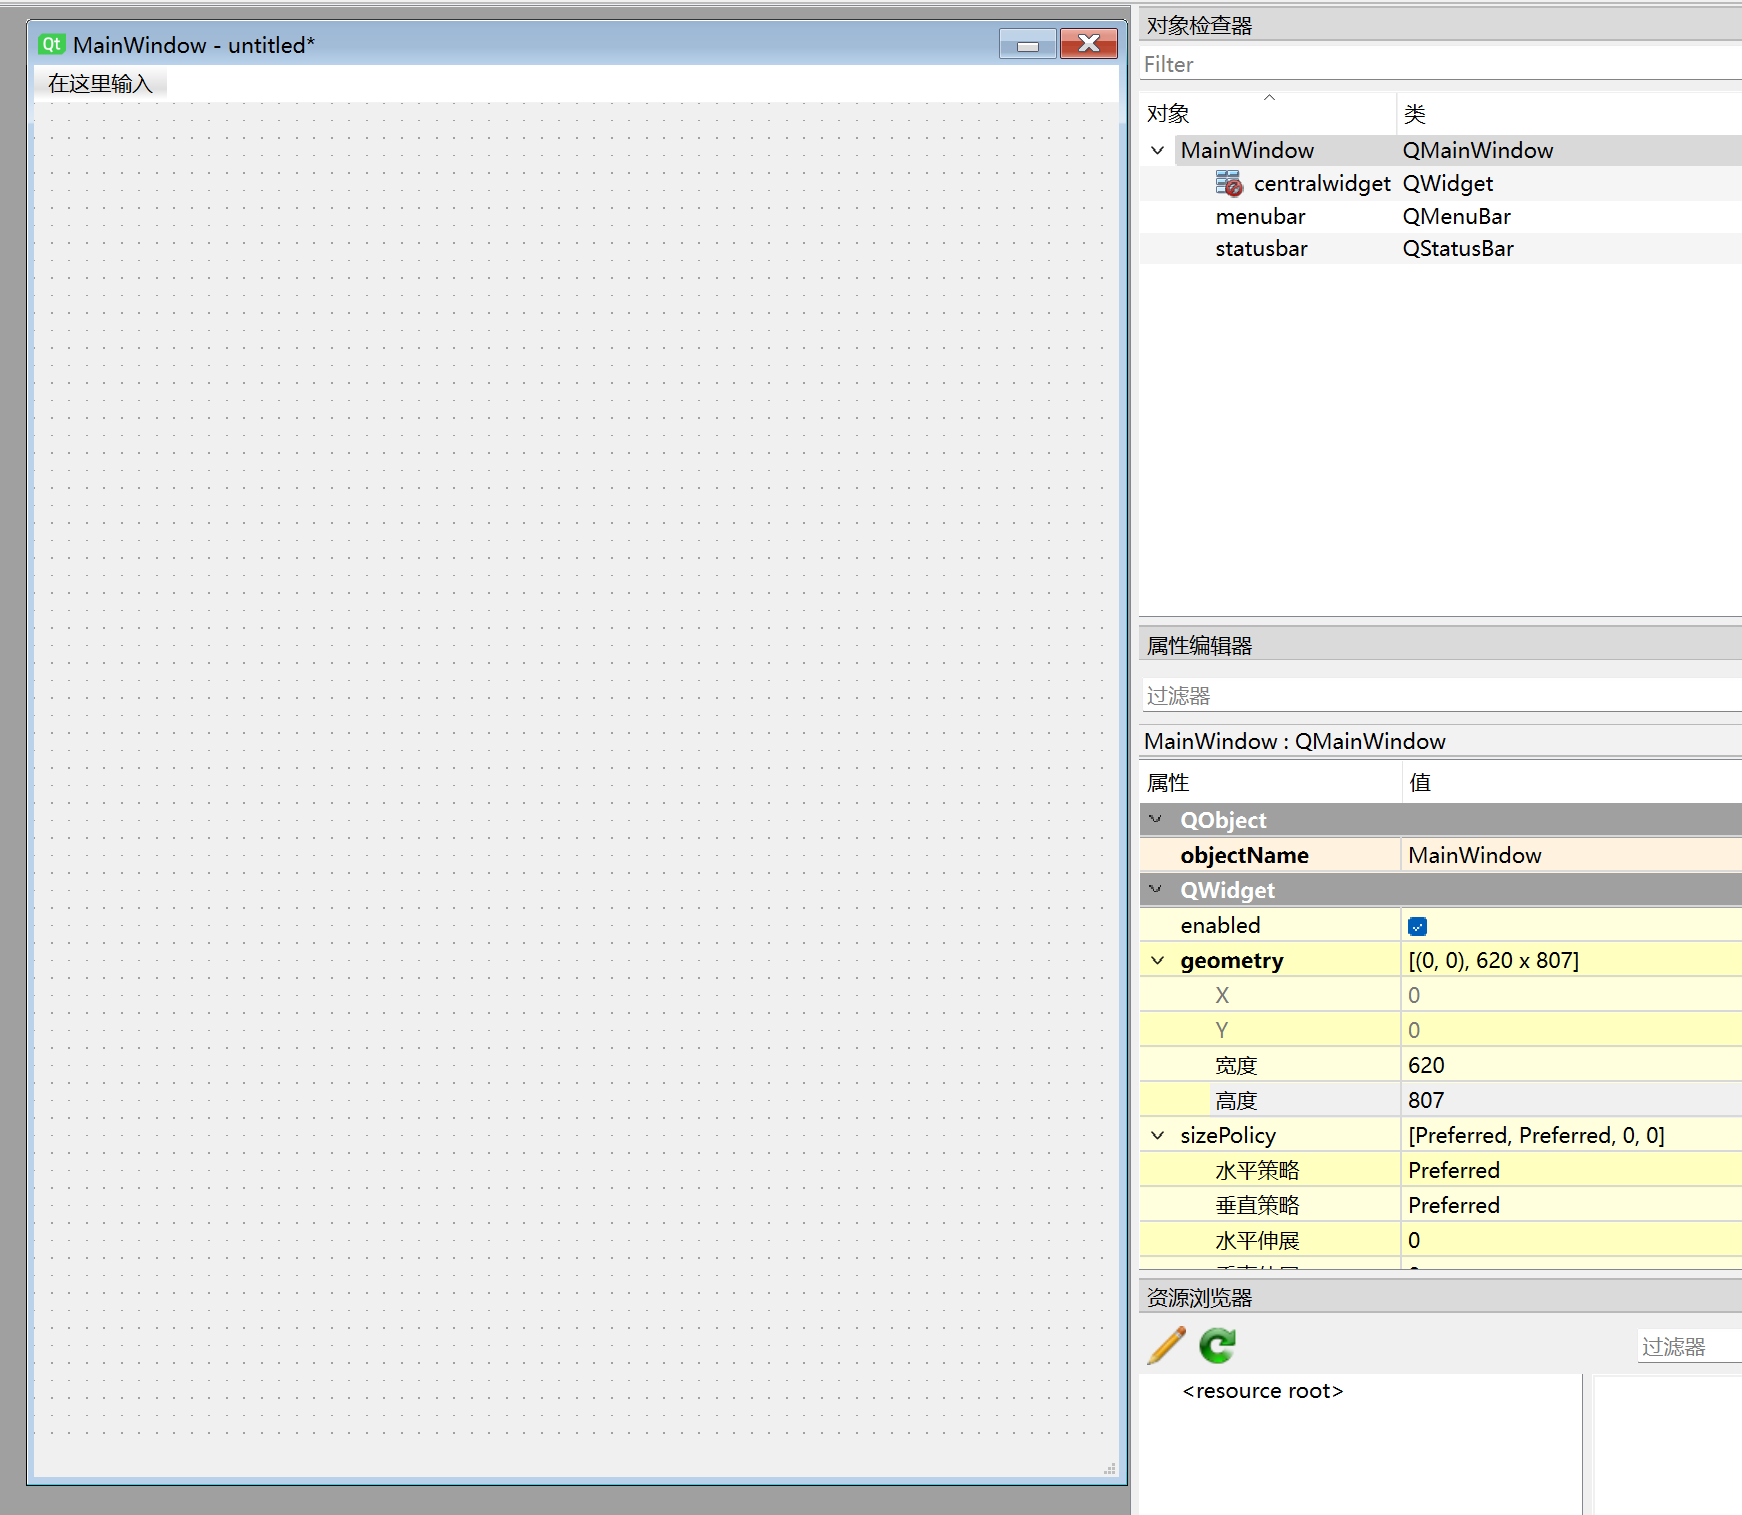 Qt MainWindow - untitled*
在这里输入
对象检查器
Filter
对象 类
MainWindow QMainWindow
centralwidget QWidget
menubar QMenuBar
statusbar QStatusBar
属性编辑器
过滤器
MainWindow : QMainWindow
属性 值
QObject
objectName MainWindow
QWidget
enabled
geometry [(0, 0), 620 x 807]
X 0
Y 0
宽度 620
高度 807
sizePolicy [Preferred, Preferred, 0, 0]
水平策略 Preferred
垂直策略 Preferred
水平伸展 0
资源浏览器
过滤器
<resource root>